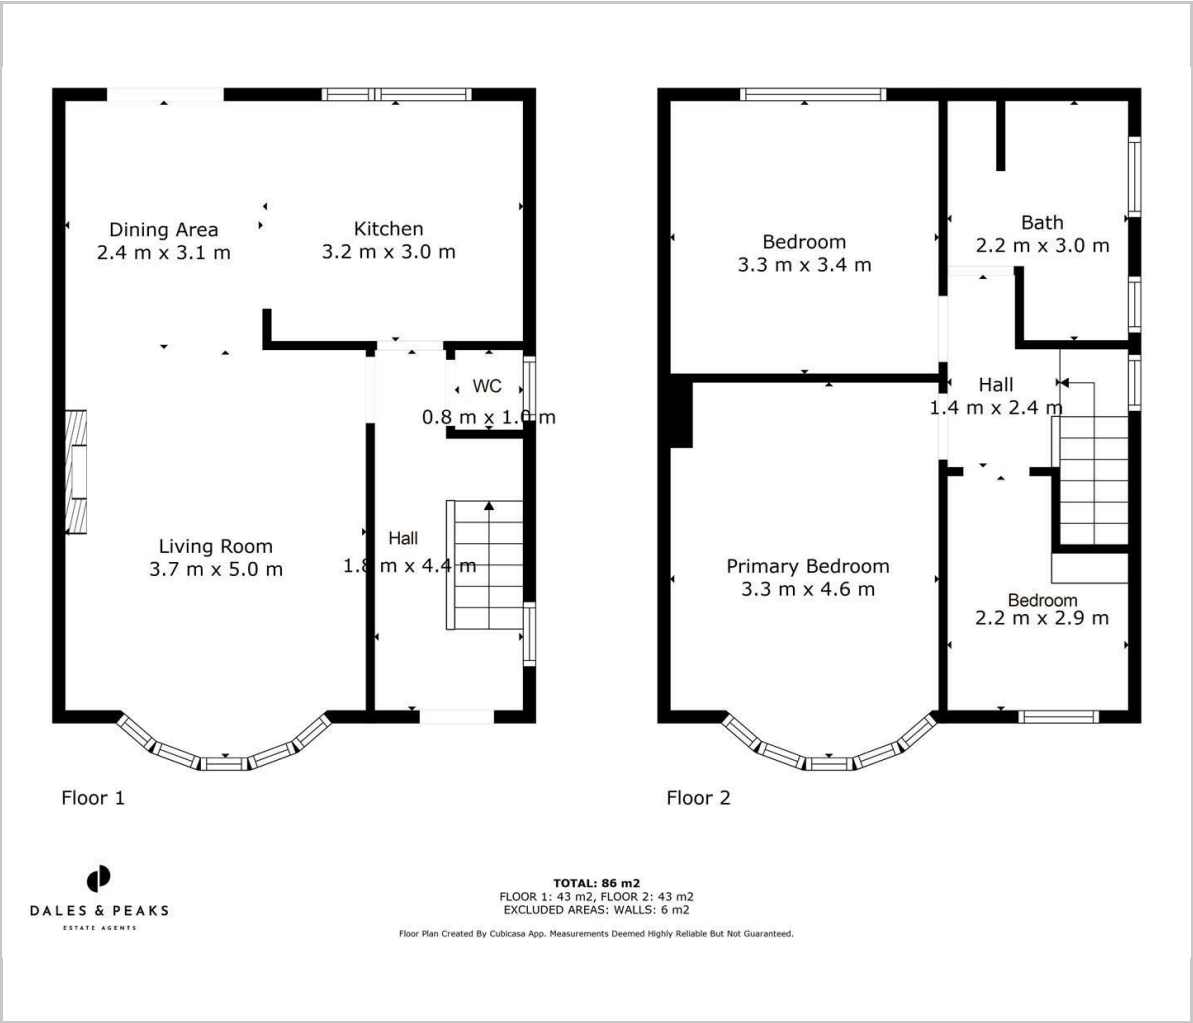 Dining Area
2.4 m x 3.1 m
Kitchen
3.2 m x 3.0 m
WC
0.8 m x 1.0 m
Hall
1.8 m x 4.4 m
Living Room
3.7 m x 5.0 m
Floor 1
Bedroom
3.3 m x 3.4 m
Bath
2.2 m x 3.0 m
Hall
1.4 m x 2.4 m
Primary Bedroom
3.3 m x 4.6 m
Bedroom
2.2 m x 2.9 m
Floor 2
DALES & PEAKS
ESTATE AGENTS
TOTAL: 86 m2
FLOOR 1: 43 m2, FLOOR 2: 43 m2
EXCLUDED AREAS: WALLS: 6 m2
Floor Plan Created By Cubicasa App. Measurements Deemed Highly Reliable But Not Guaranteed.